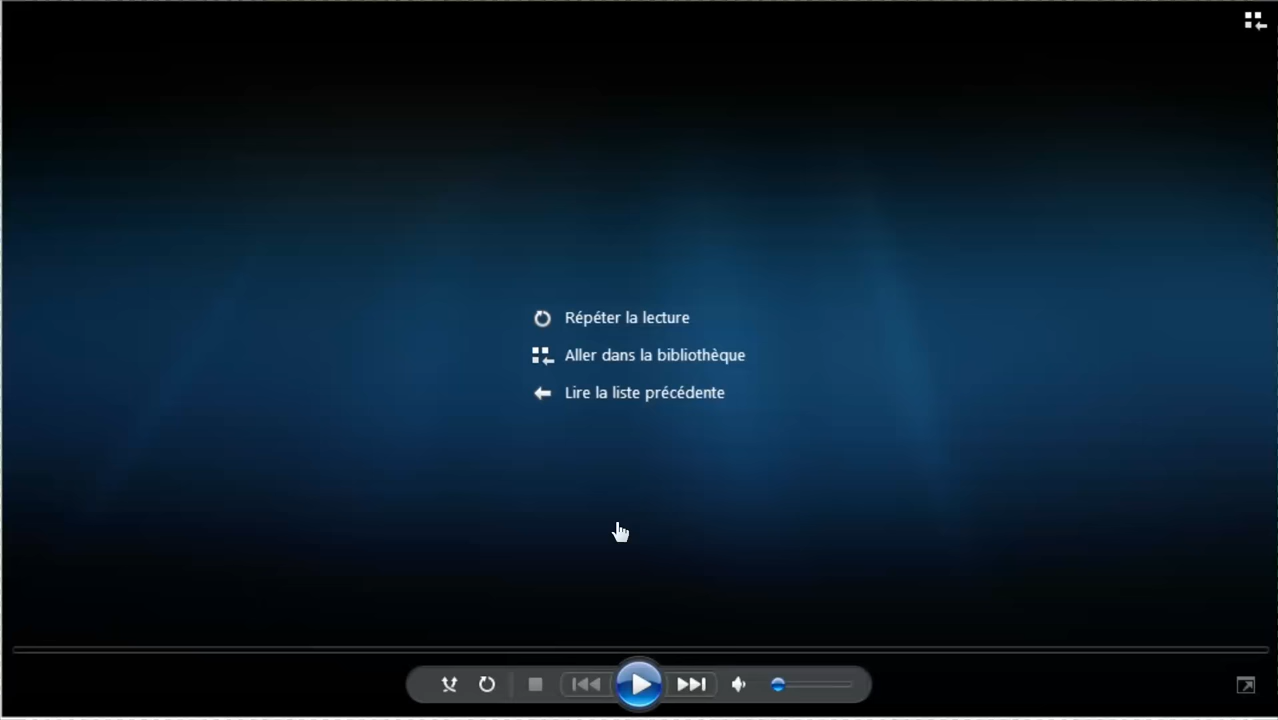 Répéter la lecture
Aller dans la bibliothèque
Lire la liste précédente